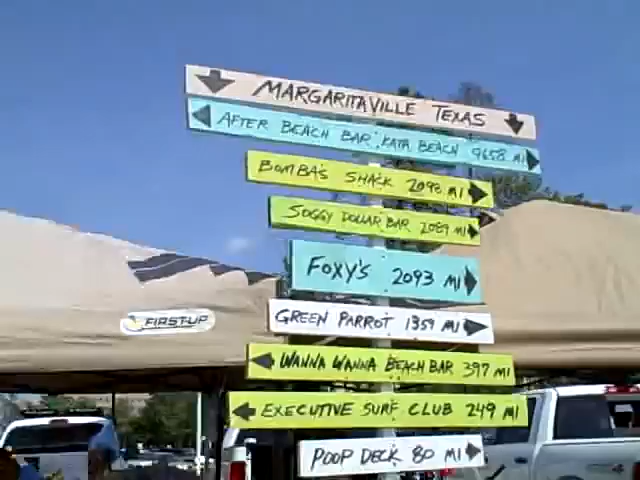 MARGARITAVILLE TEXAS
AFTER BEACH BAR KATA BEACH 9658 MI
BOMBA'S SHACK 2098 MI
SOGGY DOLLAR BAR 2089 MI
FOXY'S 2093 MI
GREEN PARROT 1359 MI
FIRST-UP
WANNA WANNA BEACH BAR 397 MI
EXECUTIVE SURF CLUB 249 MI
POOP DECK 80 MI